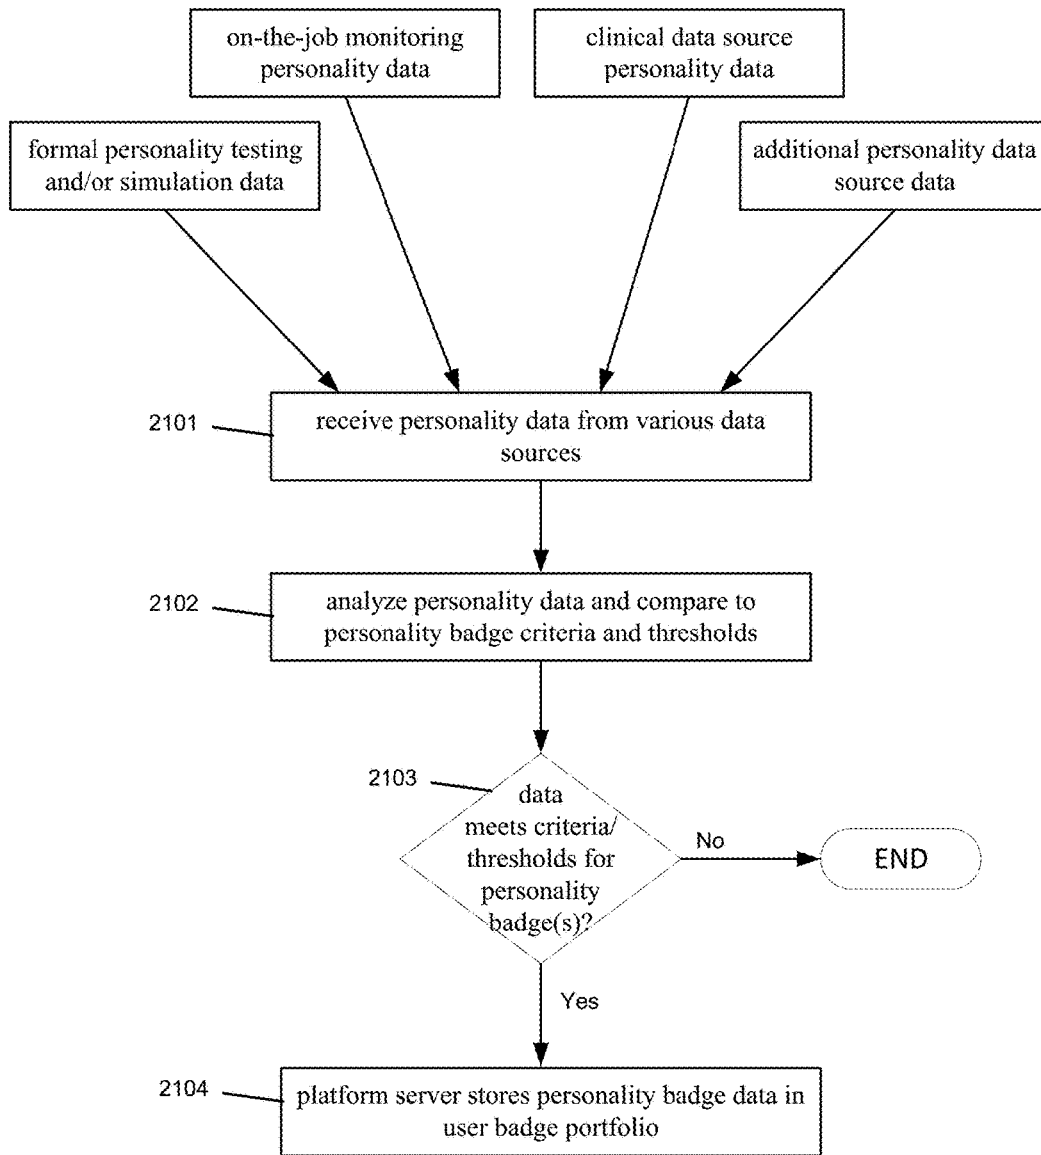 on-the-job monitoring
personality data
clinical data source
personality data
formal personality testing
and/or simulation data
additional personality data
source data
2101
receive personality data from various data
sources
2102
analyze personality data and compare to
personality badge criteria and thresholds
2103
data
meets criteria/
thresholds for
personality
badge(s)?
No
END
Yes
2104
platform server stores personality badge data in
user badge portfolio